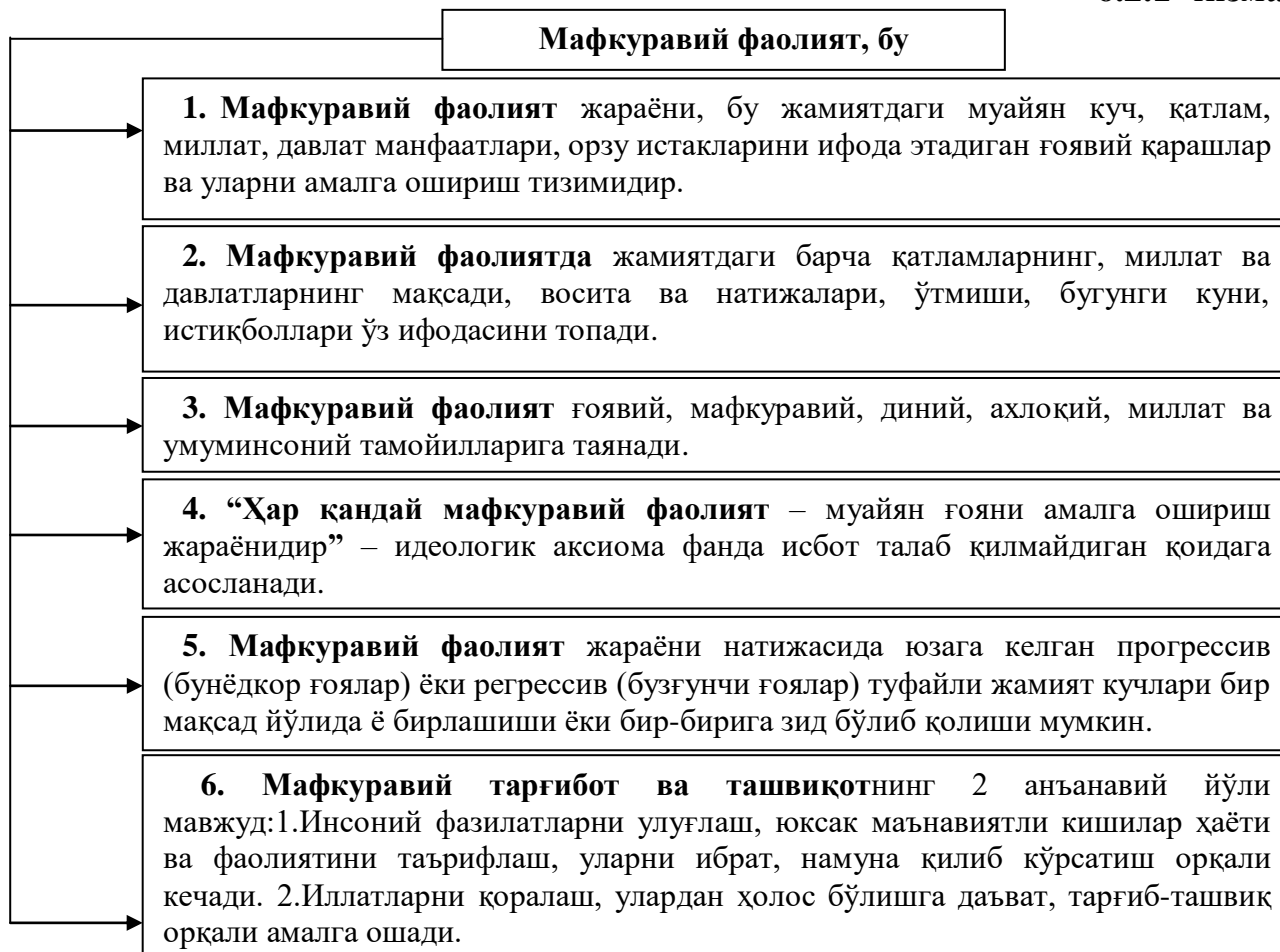 Мафкуравий фаолият, бу
1. Мафкуравий фаолият жараёни, бу жамиятдаги муайян куч, қатлам,
миллат, давлат манфаатлари, орзу истакларини ифода этадиган ғоявий қарашлар
ва уларни амалга ошириш тизимидир.
2. Мафкуравий фаолиятда жамиятдаги барча қатламларнинг, миллат ва
давлатларнинг мақсади, восита ва натижалари, ўтмиши, бугунги куни,
истиқболлари ўз ифодасини топади.
3. Мафкуравий фаолият ғоявий, мафкуравий, диний, ахлоқий, миллат ва
умуминсоний тамойилларига таянади.
4. “Ҳар қандай мафкуравий фаолият – муайян ғояни амалга ошириш
жараёнидир” – идеологик аксиома фанда исбот талаб қилмайдиган қоидага
асосланади.
5. Мафкуравий фаолият жараёни натижасида юзага келган прогрессив
(бунёдкор ғоялар) ёки регрессив (бузғунчи ғоялар) туфайли жамият кучлари бир
мақсад йўлида ё бирлашиши ёки бир-бирига зид бўлиб қолиши мумкин.
6. Мафкуравий тарғибот ва ташвиқотнинг 2 анъанавий йўли
мавжуд:1.Инсоний фазилатларни улуғлаш, юксак маънавиятли кишилар ҳаёти
ва фаолиятини таърифлаш, уларни ибрат, намуна қилиб кўрсатиш орқали
кечади. 2.Иллатларни қоралаш, улардан ҳолос бўлишга даъват, тарғиб-ташвиқ
орқали амалга ошади.